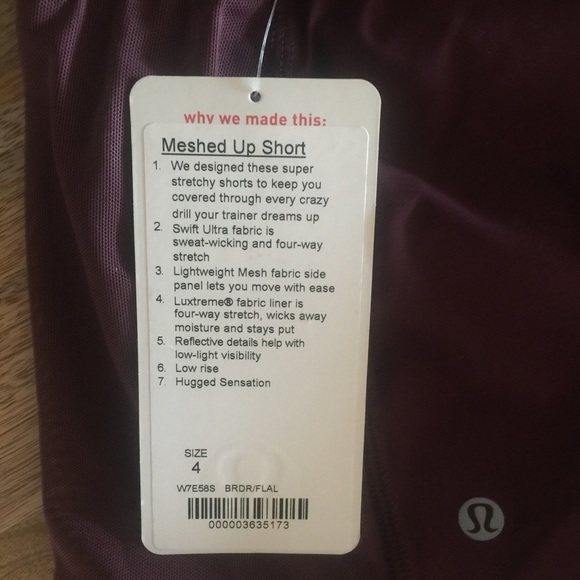 why we made this:
Meshed Up Short
1. We designed these super
stretchy shorts to keep you
covered through every crazy
drill your trainer dreams up
2. Swift Ultra fabric is
sweat-wicking and four-way
stretch
3. Lightweight Mesh fabric side
panel lets you move with ease
4. Luxtreme® fabric liner is
four-way stretch, wicks away
moisture and stays put
5. Reflective details help with
low-light visibility
6. Low rise
7. Hugged Sensation
SIZE
4
W7E58S BRDR/FLAL
000003635173